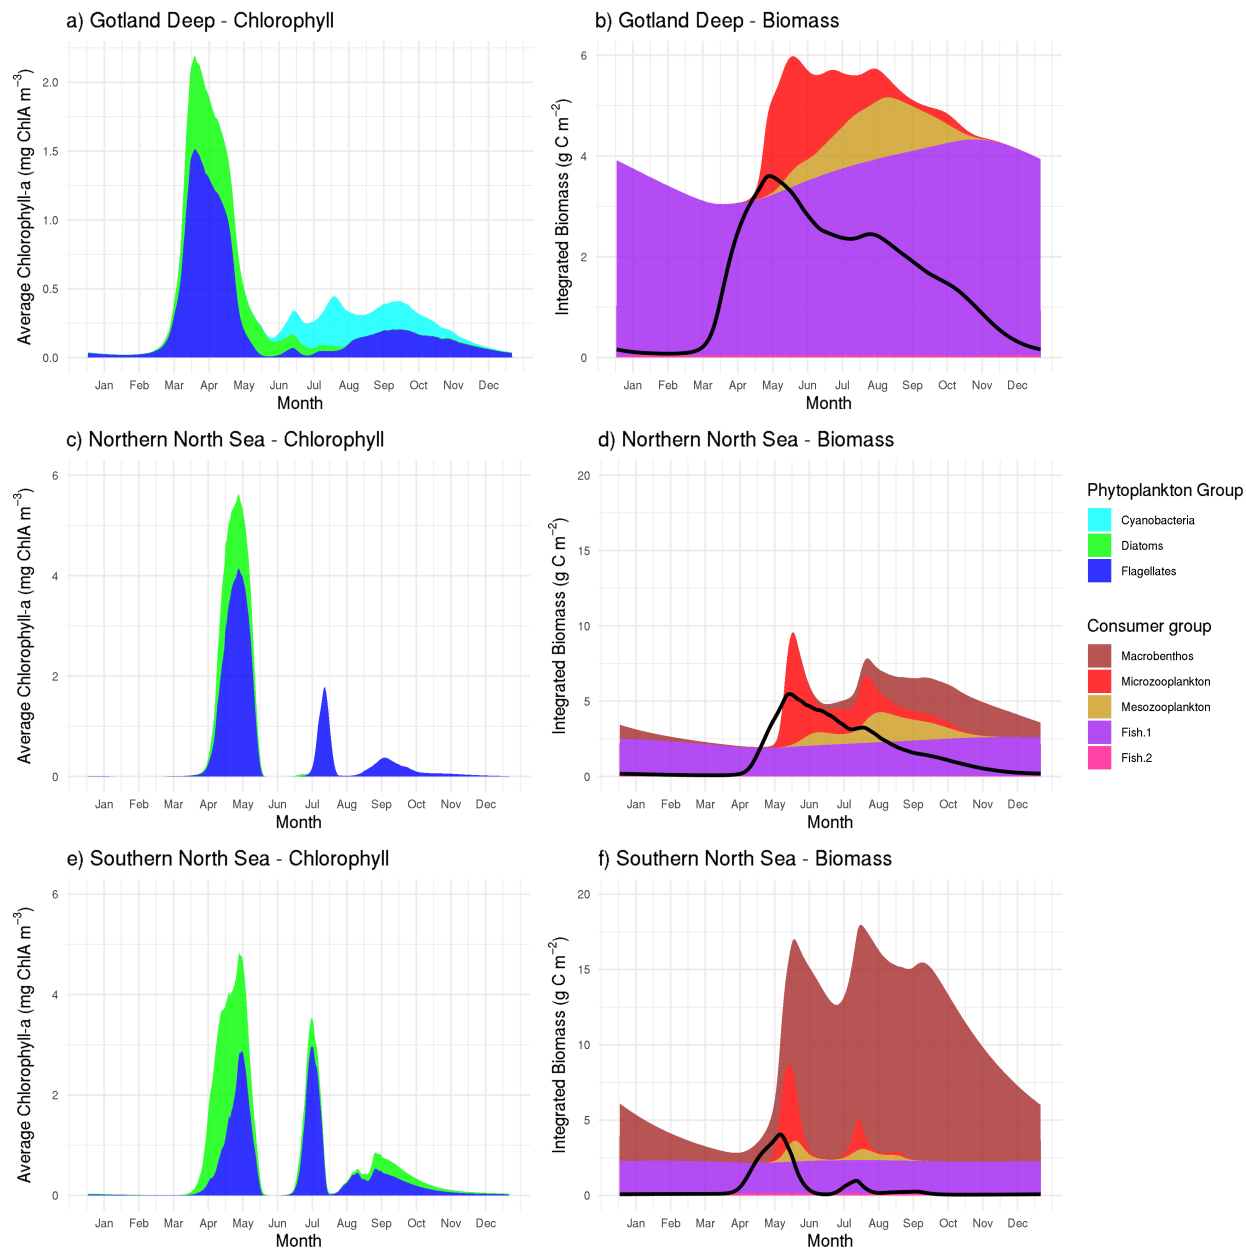 a) Gotland Deep - Chlorophyll
Average Chlorophyll-a (mg ChlA m⁻³)
2.0
1.5
1.0
0.5
0.0
Jan Feb Mar Apr May Jun Jul Aug Sep Oct Nov Dec
Month
b) Gotland Deep - Biomass
Integrated Biomass (g C m⁻²)
6
4
2
0
Jan Feb Mar Apr May Jun Jul Aug Sep Oct Nov Dec
Month
c) Northern North Sea - Chlorophyll
Average Chlorophyll-a (mg ChlA m⁻³)
6
4
2
0
Jan Feb Mar Apr May Jun Jul Aug Sep Oct Nov Dec
Month
d) Northern North Sea - Biomass
Integrated Biomass (g C m⁻²)
20
15
10
5
0
Jan Feb Mar Apr May Jun Jul Aug Sep Oct Nov Dec
Month
e) Southern North Sea - Chlorophyll
Average Chlorophyll-a (mg ChlA m⁻³)
6
4
2
0
Jan Feb Mar Apr May Jun Jul Aug Sep Oct Nov Dec
Month
f) Southern North Sea - Biomass
Integrated Biomass (g C m⁻²)
20
15
10
5
0
Jan Feb Mar Apr May Jun Jul Aug Sep Oct Nov Dec
Month
Phytoplankton Group
Cyanobacteria
Diatoms
Flagellates
Consumer group
Macrobenthos
Microzooplankton
Mesozooplankton
Fish.1
Fish.2